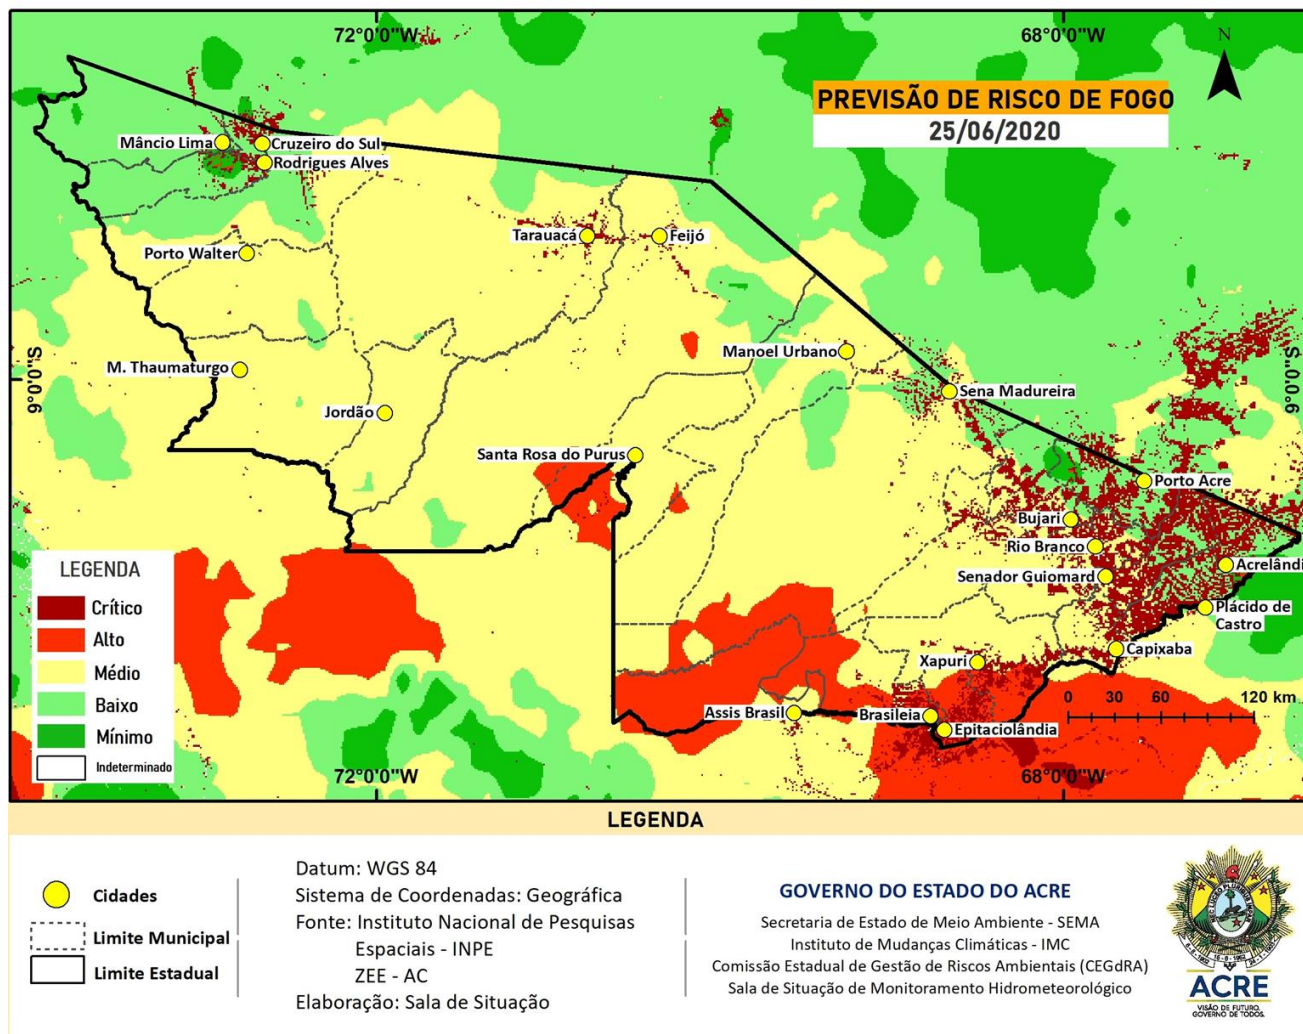 72°0'0"W
68°0'0"W
N
PREVISÃO DE RISCO DE FOGO
25/06/2020
Mâncio Lima
Cruzeiro do Sul
Rodrigues Alves
Tarauacá
Feijó
Porto Walter
Manoel Urbano
M. Thaumaturgo
9°0'0"S
9°0'0"S
Sena Madureira
Jordão
Santa Rosa do Purus
Porto Acre
Bujari
Rio Branco
Acrelândi
Senador Guiomard
Plácido de
Castro
Capixaba
Xapuri
Assis Brasil
Brasileia
Epitaciolândia
0 30 60 120 km
LEGENDA
Crítico
Alto
Médio
Baixo
Mínimo
Indeterminado
72°0'0"W
68°0'0"W
LEGENDA
Cidades
Limite Municipal
Limite Estadual
Datum: WGS 84
Sistema de Coordenadas: Geográfica
Fonte: Instituto Nacional de Pesquisas
Espaciais - INPE
ZEE - AC
Elaboração: Sala de Situação
GOVERNO DO ESTADO DO ACRE
Secretaria de Estado de Meio Ambiente - SEMA
Instituto de Mudanças Climáticas - IMC
Comissão Estadual de Gestão de Riscos Ambientais (CEGdRA)
Sala de Situação de Monitoramento Hidrometeorológico
ACRE
VISÃO DE FUTURO.
GOVERNO DE TODOS.